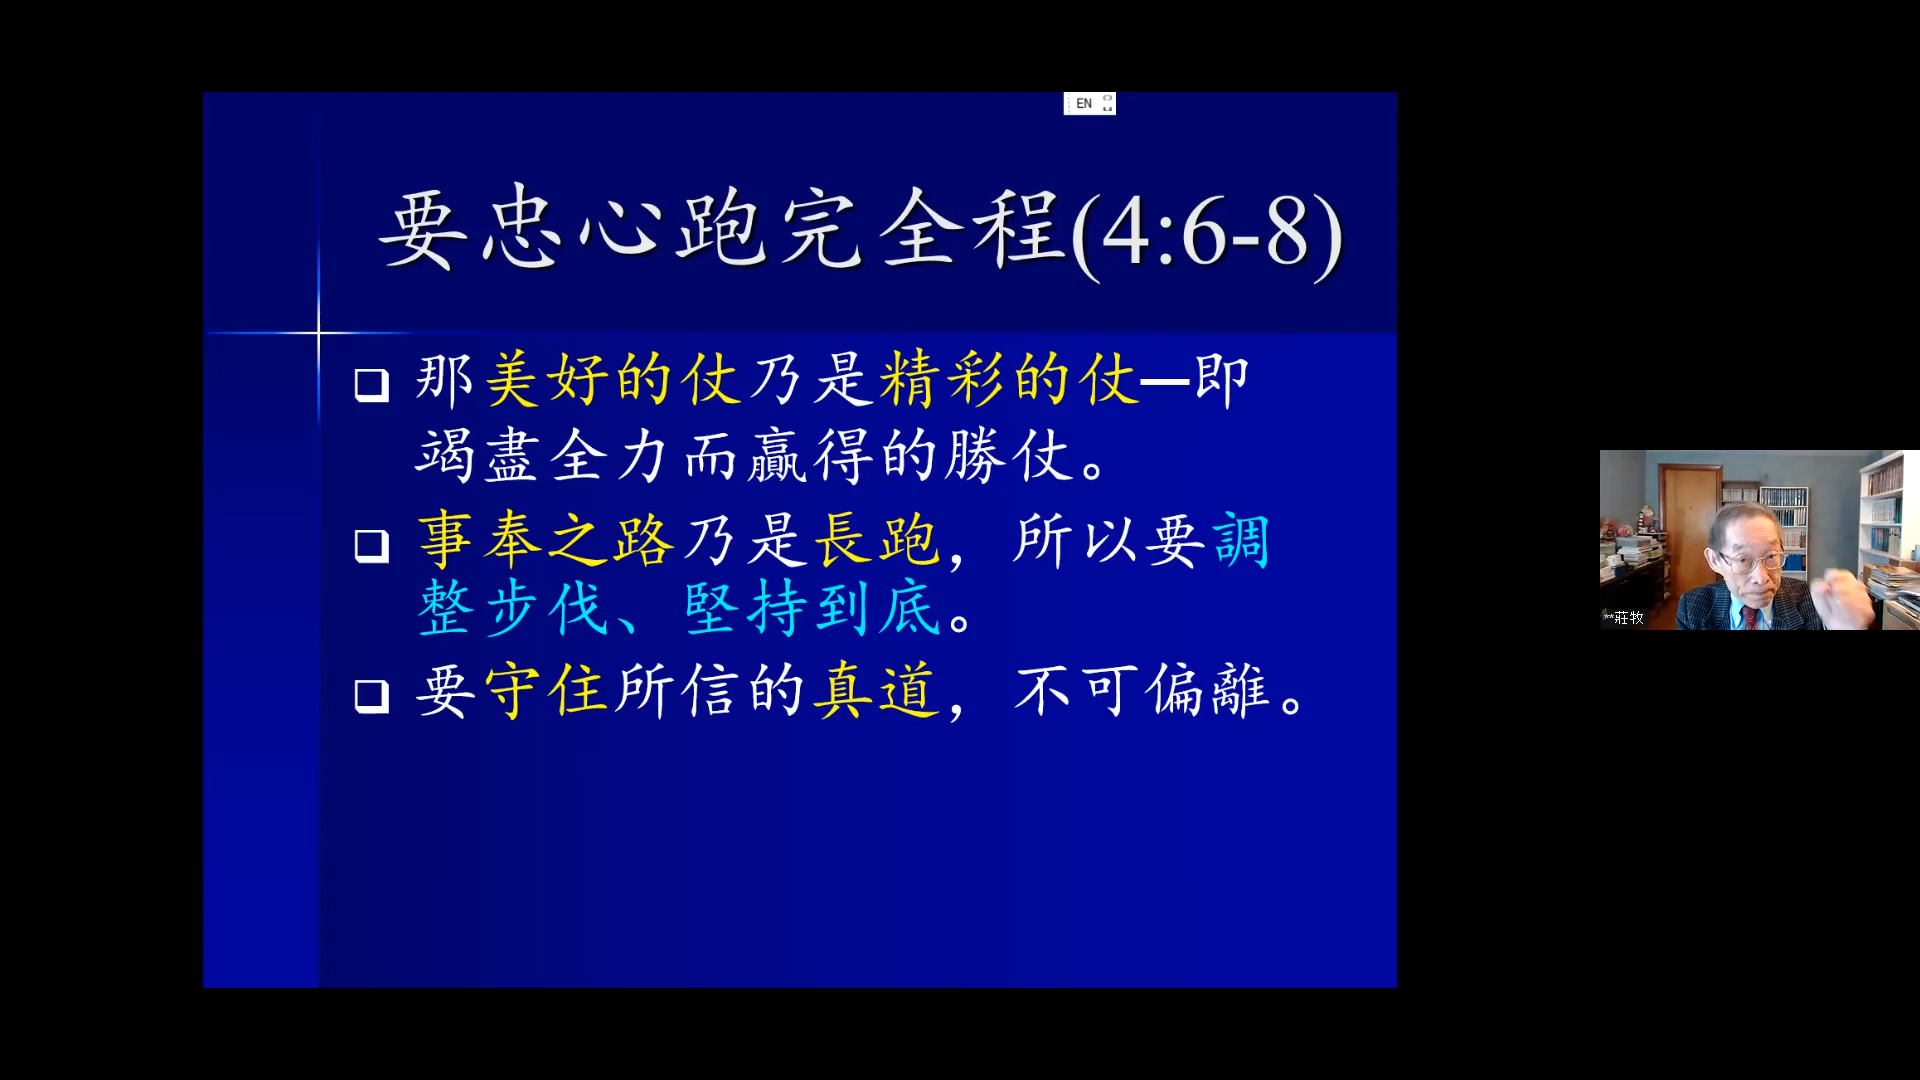 EN
要忠心跑完全程(4:6-8)
那美好的仗乃是精彩的仗—即
竭盡全力而贏得的勝仗。
事奉之路乃是長跑，所以要調
整步伐、堅持到底。
要守住所信的真道，不可偏離。
**莊牧